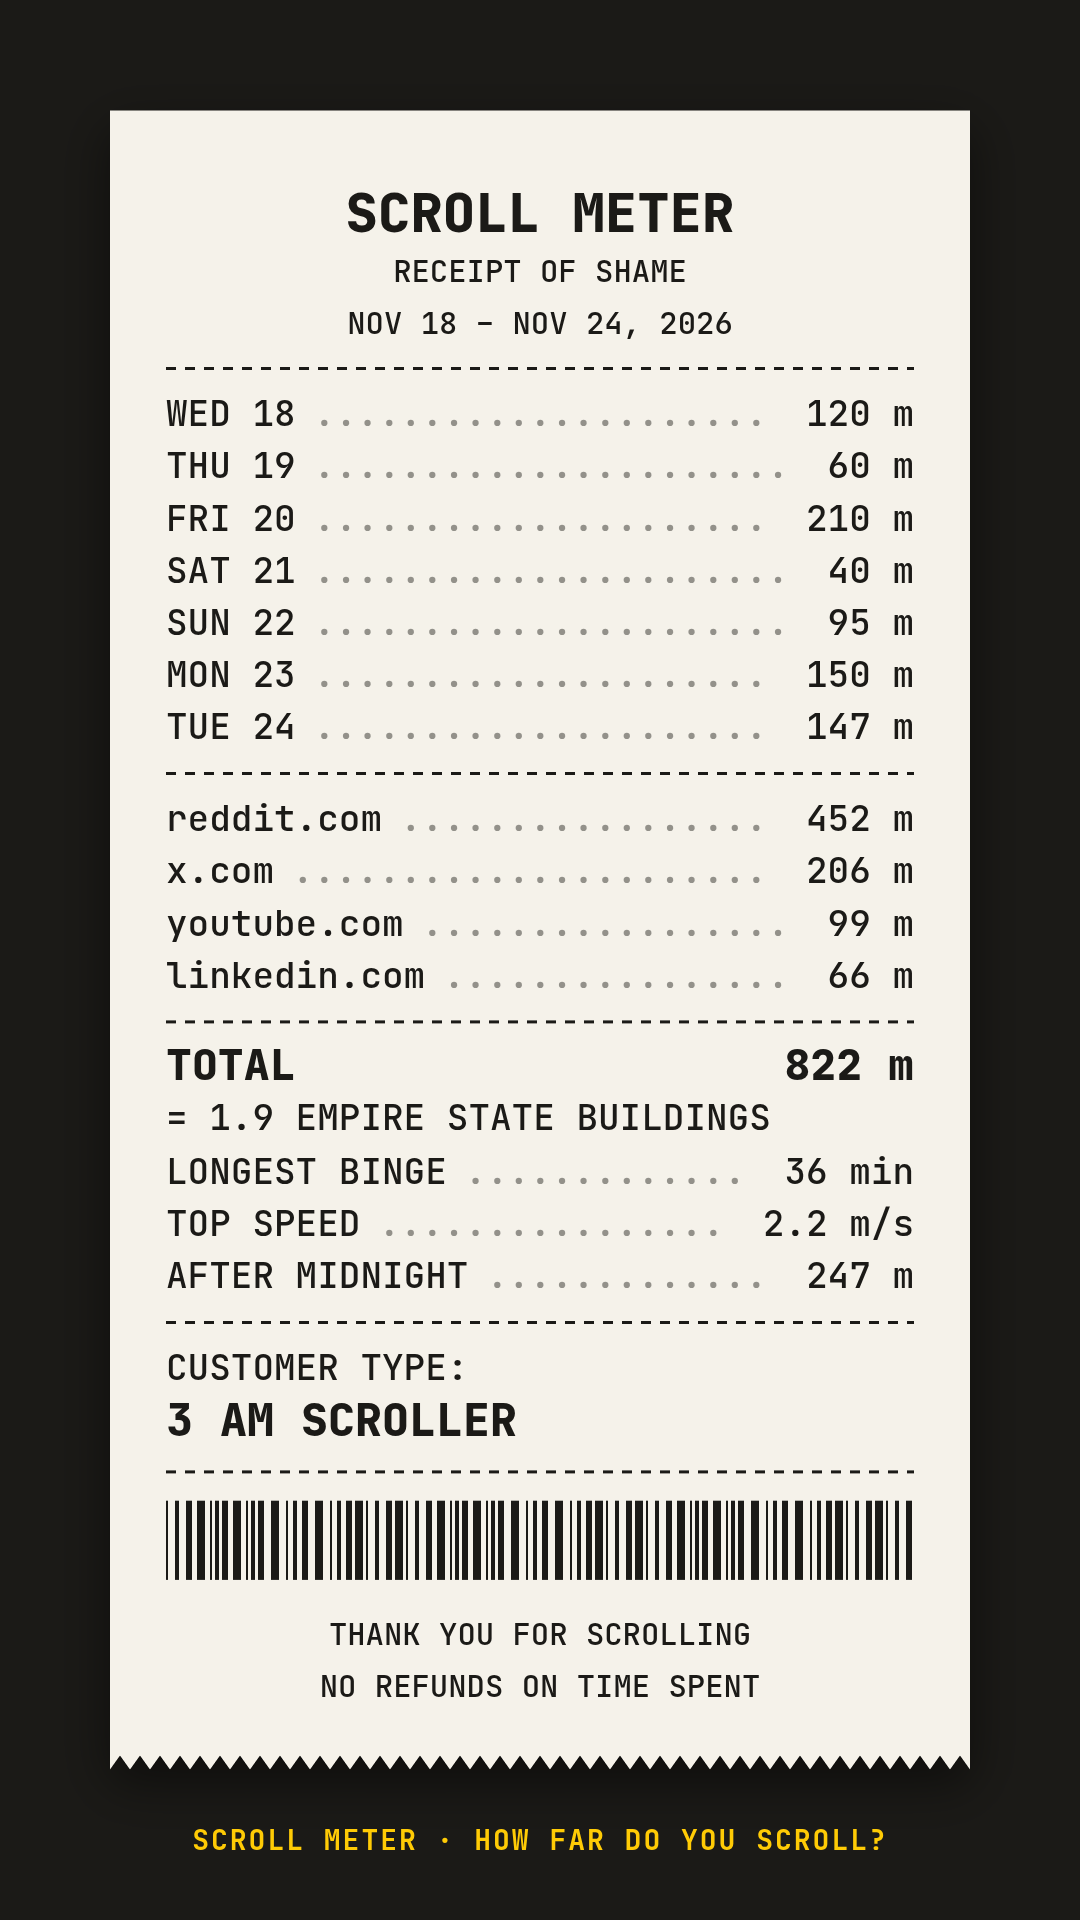 SCROLL METER
RECEIPT OF SHAME
NOV 18 – NOV 24, 2026
WED 18 ..................... 120 m
THU 19 ...................... 60 m
FRI 20 ..................... 210 m
SAT 21 ...................... 40 m
SUN 22 ...................... 95 m
MON 23 ..................... 150 m
TUE 24 ..................... 147 m
reddit.com ................. 452 m
x.com ...................... 206 m
youtube.com ................. 99 m
linkedin.com ................ 66 m
TOTAL 822 m
= 1.9 EMPIRE STATE BUILDINGS
LONGEST BINGE ............. 36 min
TOP SPEED ................ 2.2 m/s
AFTER MIDNIGHT ............. 247 m
CUSTOMER TYPE:
3 AM SCROLLER
THANK YOU FOR SCROLLING
NO REFUNDS ON TIME SPENT
SCROLL METER · HOW FAR DO YOU SCROLL?